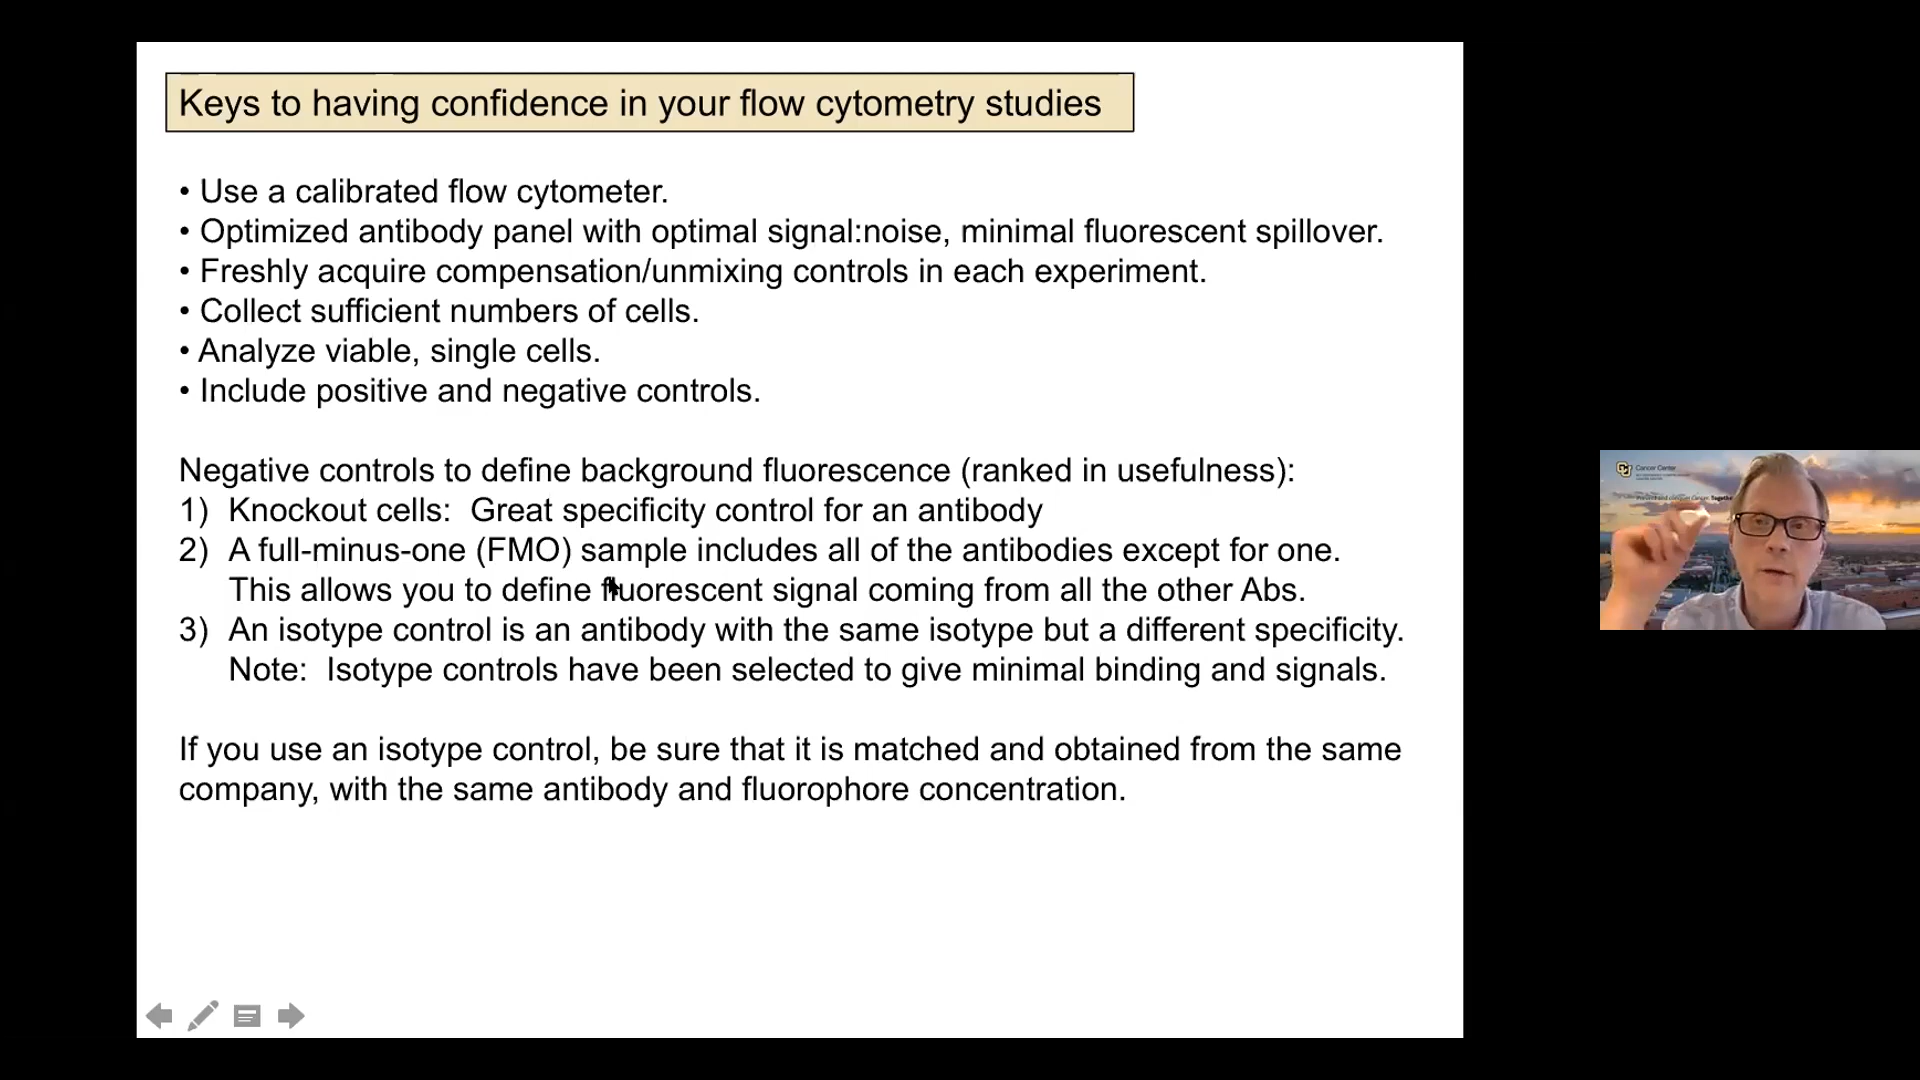 Keys to having confidence in your flow cytometry studies
• Use a calibrated flow cytometer.
• Optimized antibody panel with optimal signal:noise, minimal fluorescent spillover.
• Freshly acquire compensation/unmixing controls in each experiment.
• Collect sufficient numbers of cells.
• Analyze viable, single cells.
• Include positive and negative controls.
Negative controls to define background fluorescence (ranked in usefulness):
1) Knockout cells: Great specificity control for an antibody
2) A full-minus-one (FMO) sample includes all of the antibodies except for one.
This allows you to define fluorescent signal coming from all the other Abs.
3) An isotype control is an antibody with the same isotype but a different specificity.
Note: Isotype controls have been selected to give minimal binding and signals.
If you use an isotype control, be sure that it is matched and obtained from the same
company, with the same antibody and fluorophore concentration.
Cancer Center